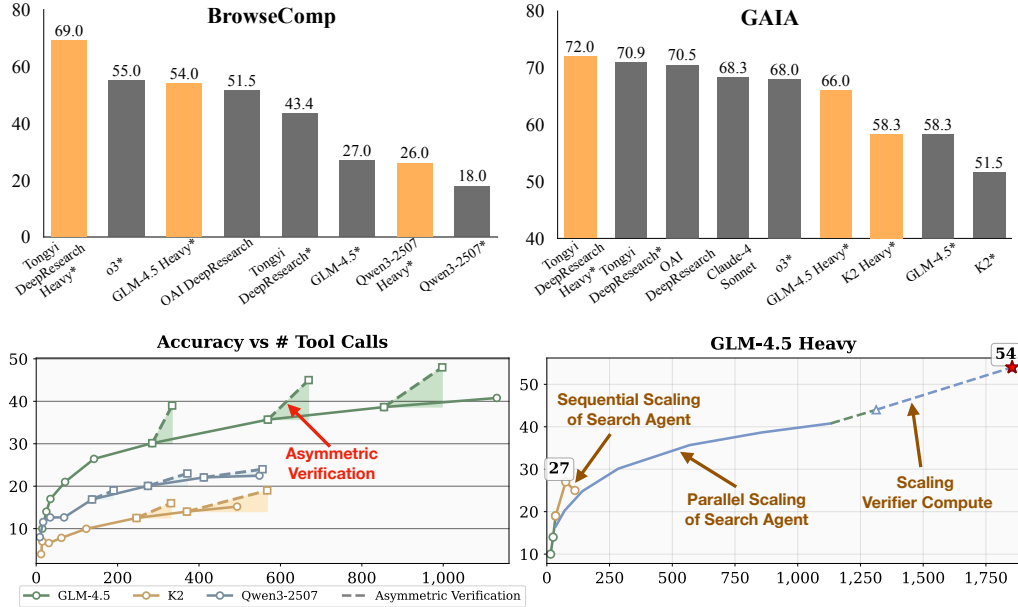 BrowseComp
80
60
40
20
0
69.0
55.0
54.0
51.5
43.4
27.0
26.0
18.0
Tongyi
DeepResearch
Heavy*
o3*
GLM-4.5 Heavy*
OAI DeepResearch
Tongyi
DeepResearch*
GLM-4.5*
Qwen3-2507
Heavy*
Qwen3-2507*
GAIA
80
70
60
50
40
72.0
70.9
70.5
68.3
68.0
66.0
58.3
58.3
51.5
Tongyi
DeepResearch
Heavy*
Tongyi
DeepResearch*
OAI
DeepResearch
Claude-4
Sonnet
o3*
GLM-4.5 Heavy*
K2 Heavy*
GLM-4.5*
K2*
Accuracy vs # Tool Calls
50
40
30
20
10
Asymmetric
Verification
0
200
400
600
800
1,000
GLM-4.5
K2
Qwen3-2507
Asymmetric Verification
GLM-4.5 Heavy
54
50
40
30
20
10
27
Sequential Scaling
of Search Agent
Parallel Scaling
of Search Agent
Scaling
Verifier Compute
0
250
500
750
1,000
1,250
1,500
1,750